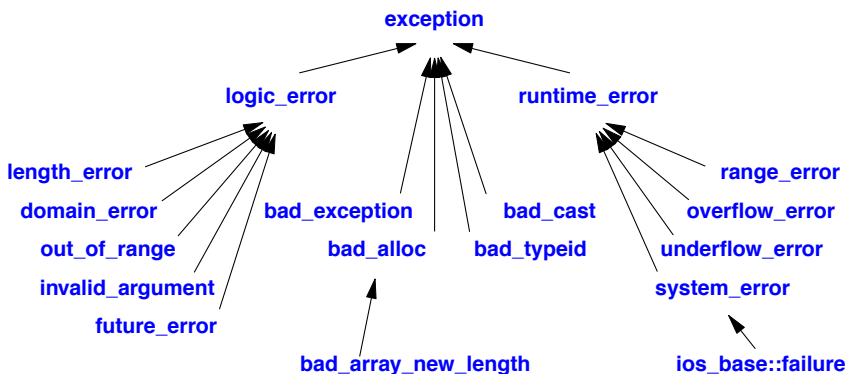 exception
logic_error runtime_error
length_error range_error
domain_error bad_exception bad_cast overflow_error
out_of_range bad_alloc bad_typeid underflow_error
invalid_argument system_error
future_error
bad_array_new_length ios_base::failure